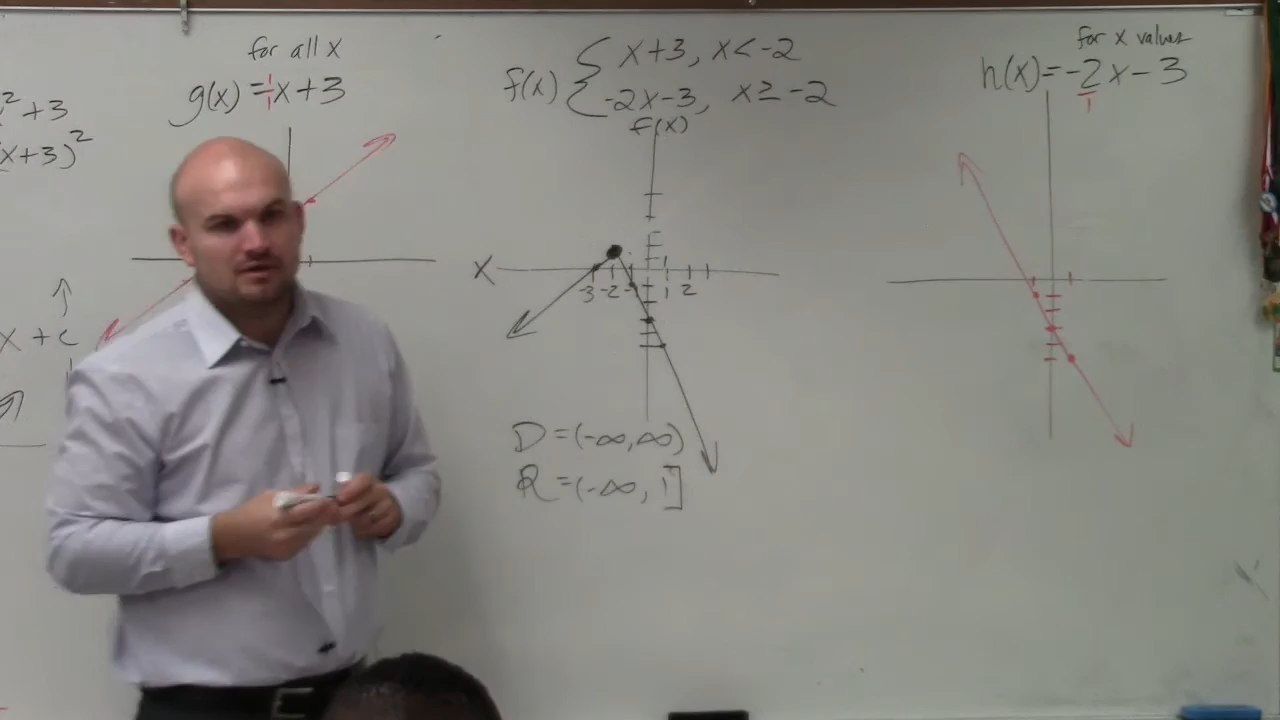 ² + 3
x+3)²
x + c
for all x
g(x) = 1/1 x + 3
f(x) { x+3, x < -2
-2x-3, x ≥ -2
f(x)
X
-3 -2 1 2
D = (-∞, ∞)
R = (-∞, 1]
for x values
h(x) = -2/1 x - 3